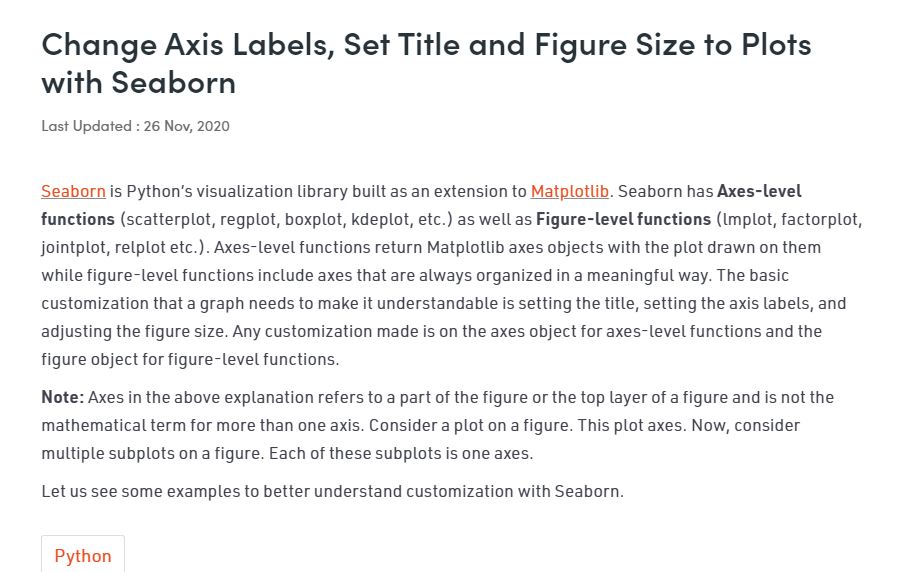 Change Axis Labels, Set Title and Figure Size to Plots
with Seaborn
Last Updated : 26 Nov, 2020
Seaborn is Python's visualization library built as an extension to Matplotlib. Seaborn has Axes-level
functions (scatterplot, regplot, boxplot, kdeplot, etc.) as well as Figure-level functions (lmplot, factorplot,
jointplot, relplot etc.). Axes-level functions return Matplotlib axes objects with the plot drawn on them
while figure-level functions include axes that are always organized in a meaningful way. The basic
customization that a graph needs to make it understandable is setting the title, setting the axis labels, and
adjusting the figure size. Any customization made is on the axes object for axes-level functions and the
figure object for figure-level functions.
Note: Axes in the above explanation refers to a part of the figure or the top layer of a figure and is not the
mathematical term for more than one axis. Consider a plot on a figure. This plot axes. Now, consider
multiple subplots on a figure. Each of these subplots is one axes.
Let us see some examples to better understand customization with Seaborn.
Python